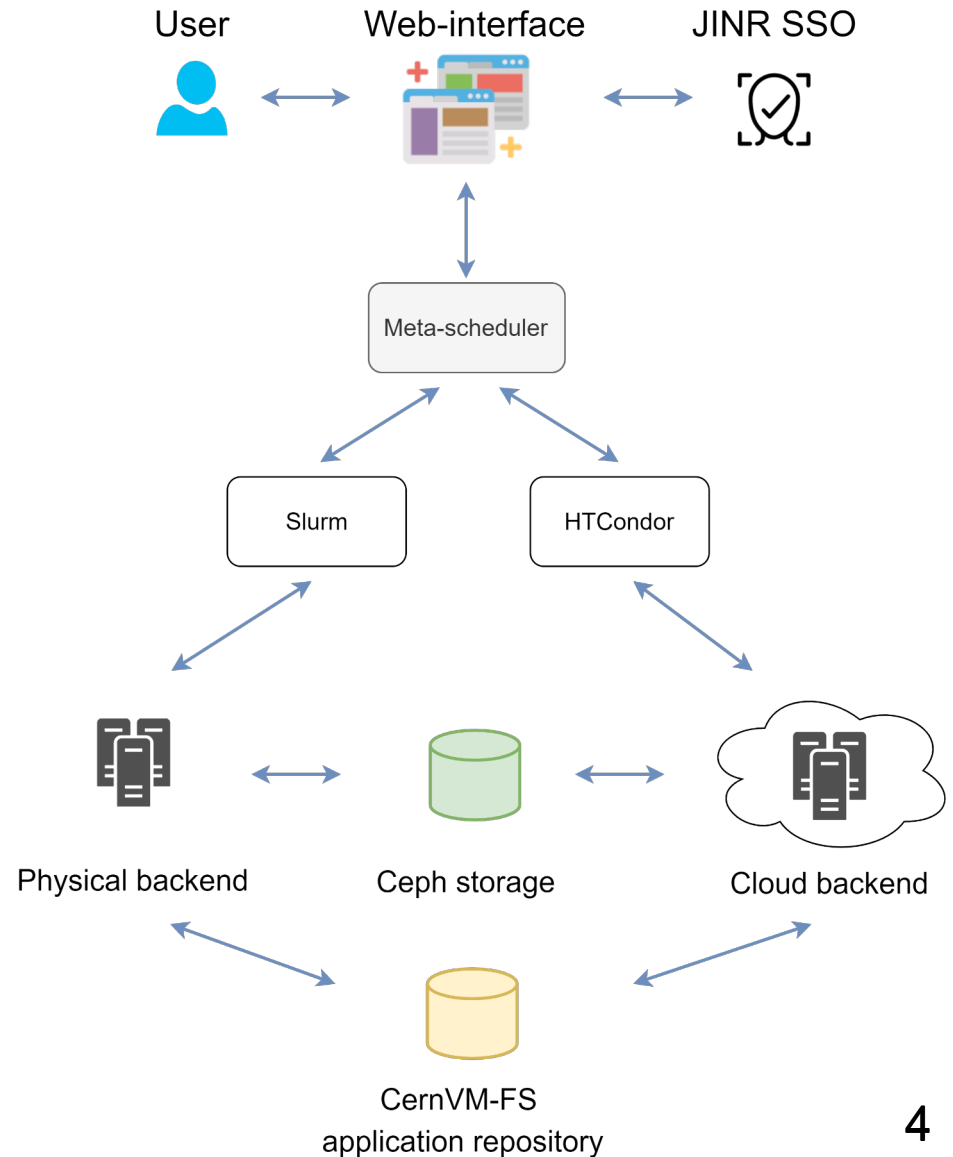 User
Web-interface
JINR SSO
Meta-scheduler
Slurm
HTCondor
Physical backend
Ceph storage
Cloud backend
CernVM-FS
application repository
4